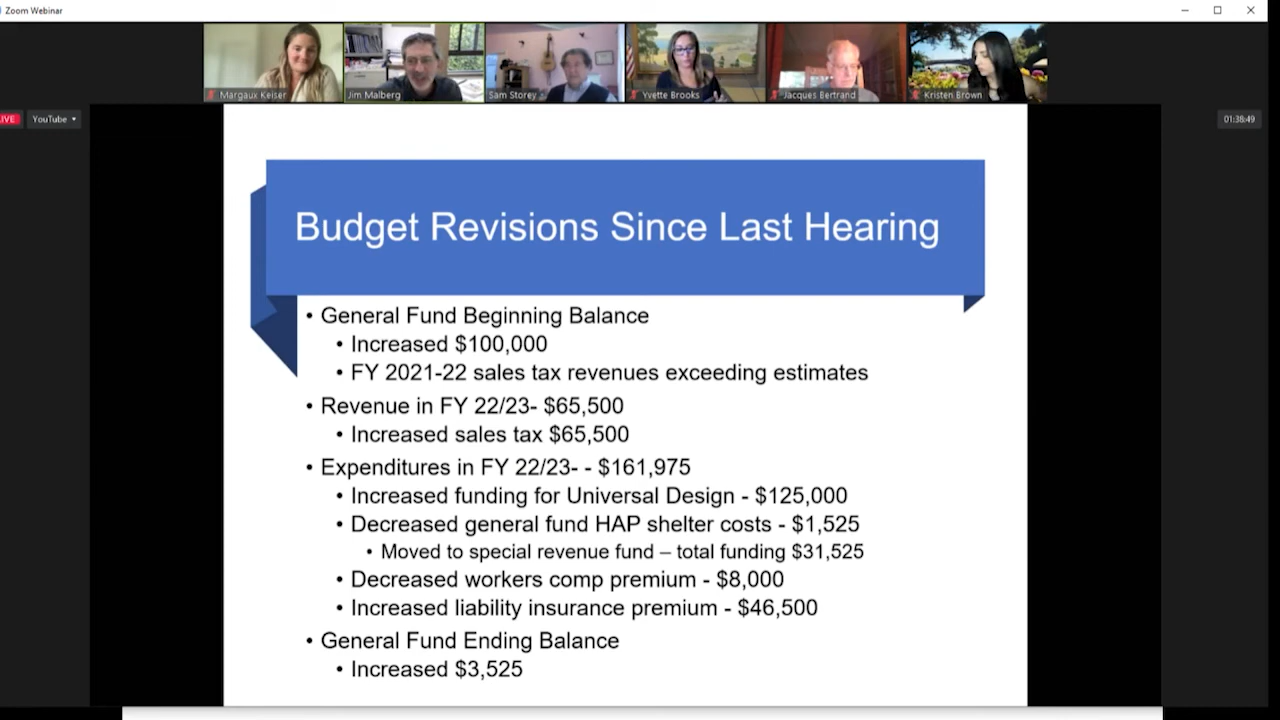 Zoom Webinar
Margaux Keiser
Jim Malberg
Sam Storey
Yvette Brooks
Jacques Bertrand
Kristen Brown
LIVE
YouTube
01:38:49
Budget Revisions Since Last Hearing
• General Fund Beginning Balance
• Increased $100,000
• FY 2021-22 sales tax revenues exceeding estimates
• Revenue in FY 22/23- $65,500
• Increased sales tax $65,500
• Expenditures in FY 22/23- - $161,975
• Increased funding for Universal Design - $125,000
• Decreased general fund HAP shelter costs - $1,525
• Moved to special revenue fund – total funding $31,525
• Decreased workers comp premium - $8,000
• Increased liability insurance premium - $46,500
• General Fund Ending Balance
• Increased $3,525